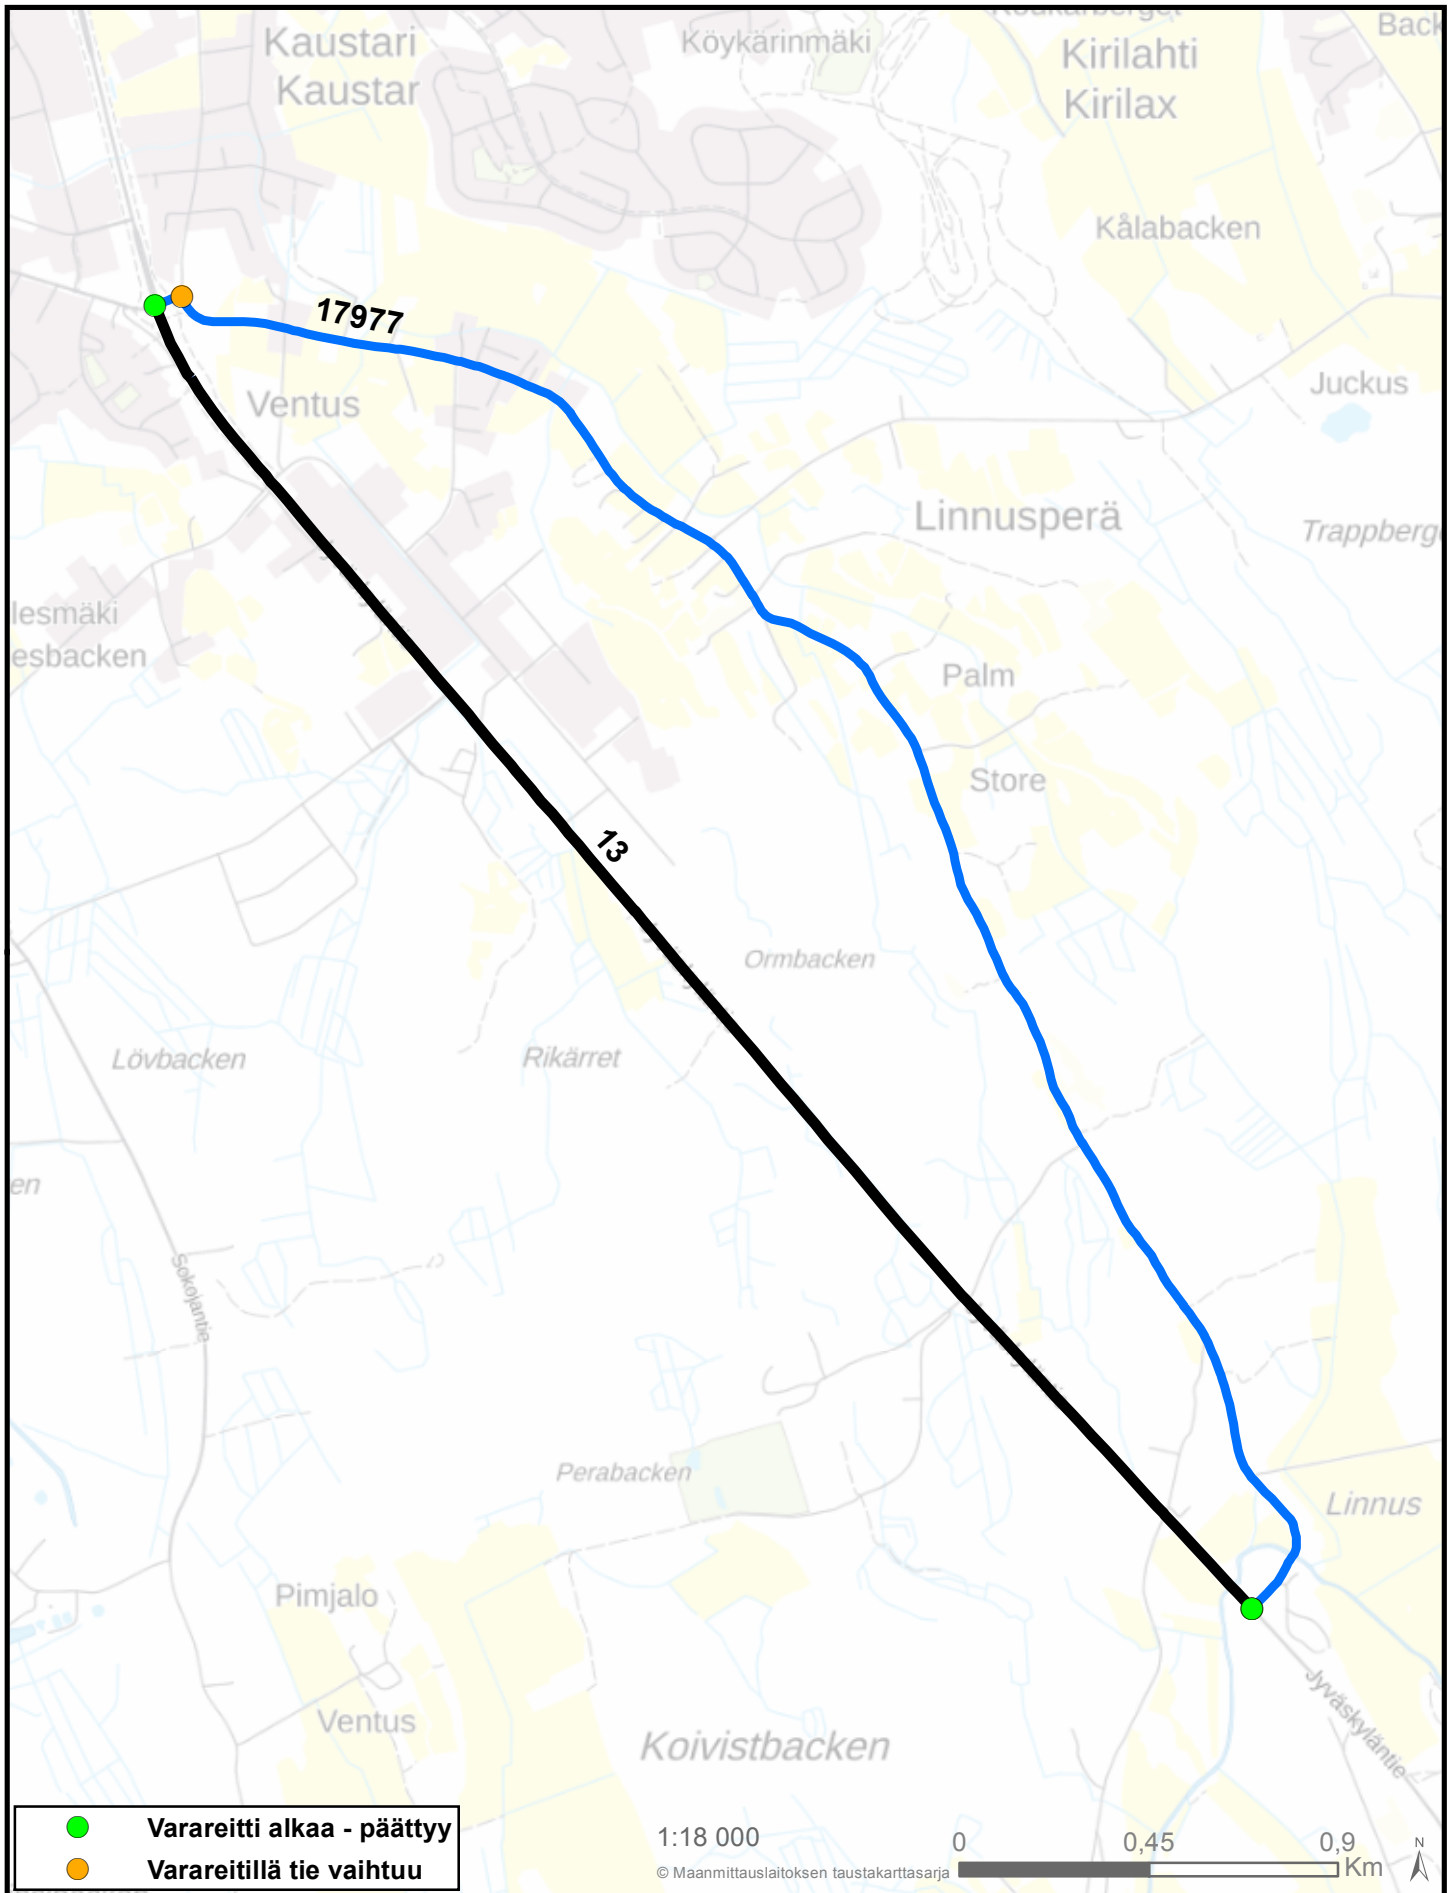 Back
Kaustari
Kaustar
Köykärinmäki
Kirilahti
Kirilax
Kålabacken
17977
Ventus
Juckus
Linnusperä
lesmäki
esbacken
Palm
Store
13
Ormbacken
Lövbacken
Rikärret
en
Sokojantie
Perabacken
Linnus
Pimjalo
Ventus
Koivistbacken
Jyväskyläntie
Varareitti alkaa - päättyy
Varareitillä tie vaihtuu
1:18 000
© Maanmittauslaitoksen taustakarttasarja
0 0,45 0,9
Km
N